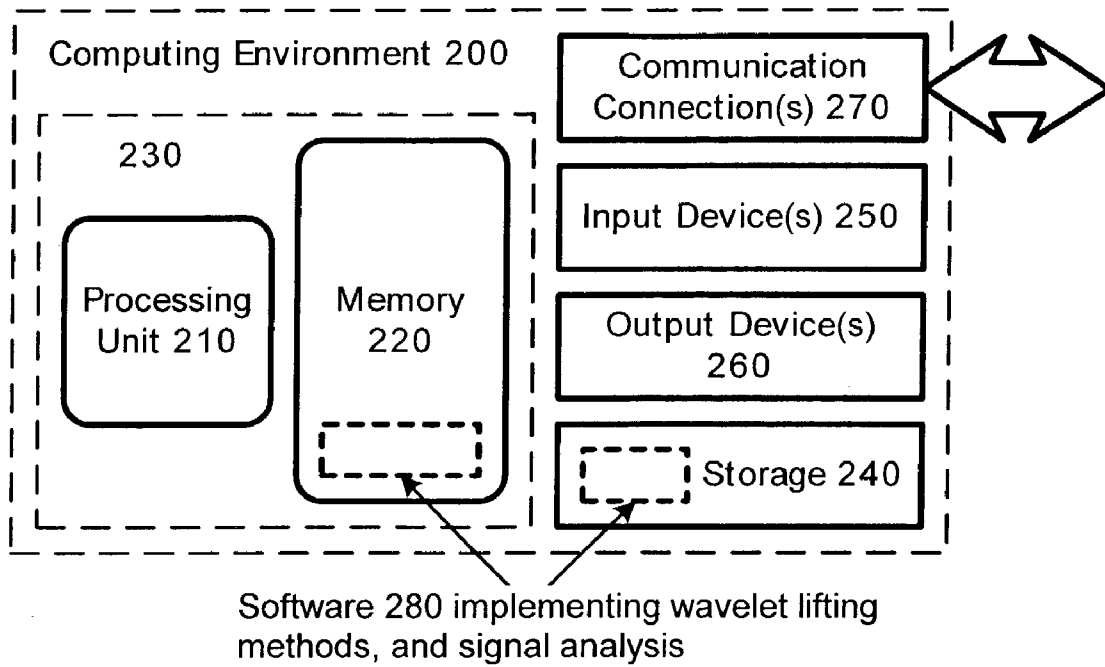 Computing Environment 200
230
Processing
Unit 210
Memory
220
Communication
Connection(s) 270
Input Device(s) 250
Output Device(s)
260
Storage 240
Software 280 implementing wavelet lifting
methods, and signal analysis